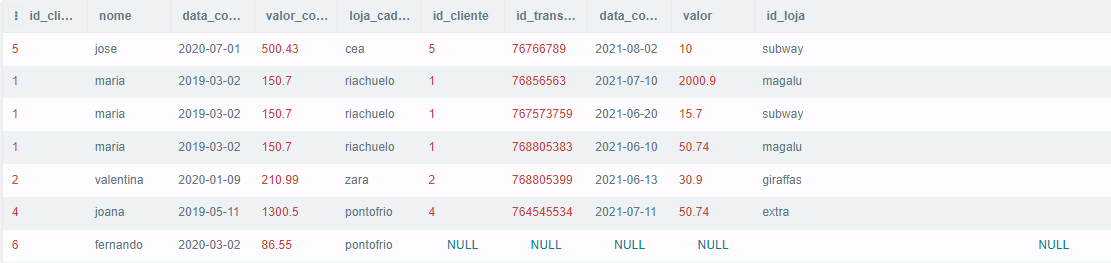 id_cli... nome data_co... valor_co... loja_cad... id_cliente id_trans... data_co... valor id_loja
5 jose 2020-07-01 500.43 cea 5 76766789 2021-08-02 10 subway
1 maria 2019-03-02 150.7 riachuelo 1 76856563 2021-07-10 2000.9 magalu
1 maria 2019-03-02 150.7 riachuelo 1 767573759 2021-06-20 15.7 subway
1 maria 2019-03-02 150.7 riachuelo 1 768805383 2021-06-10 50.74 magalu
2 valentina 2020-01-09 210.99 zara 2 768805399 2021-06-13 30.9 giraffas
4 joana 2019-05-11 1300.5 pontofrio 4 764545534 2021-07-11 50.74 extra
6 fernando 2020-03-02 86.55 pontofrio NULL NULL NULL NULL NULL